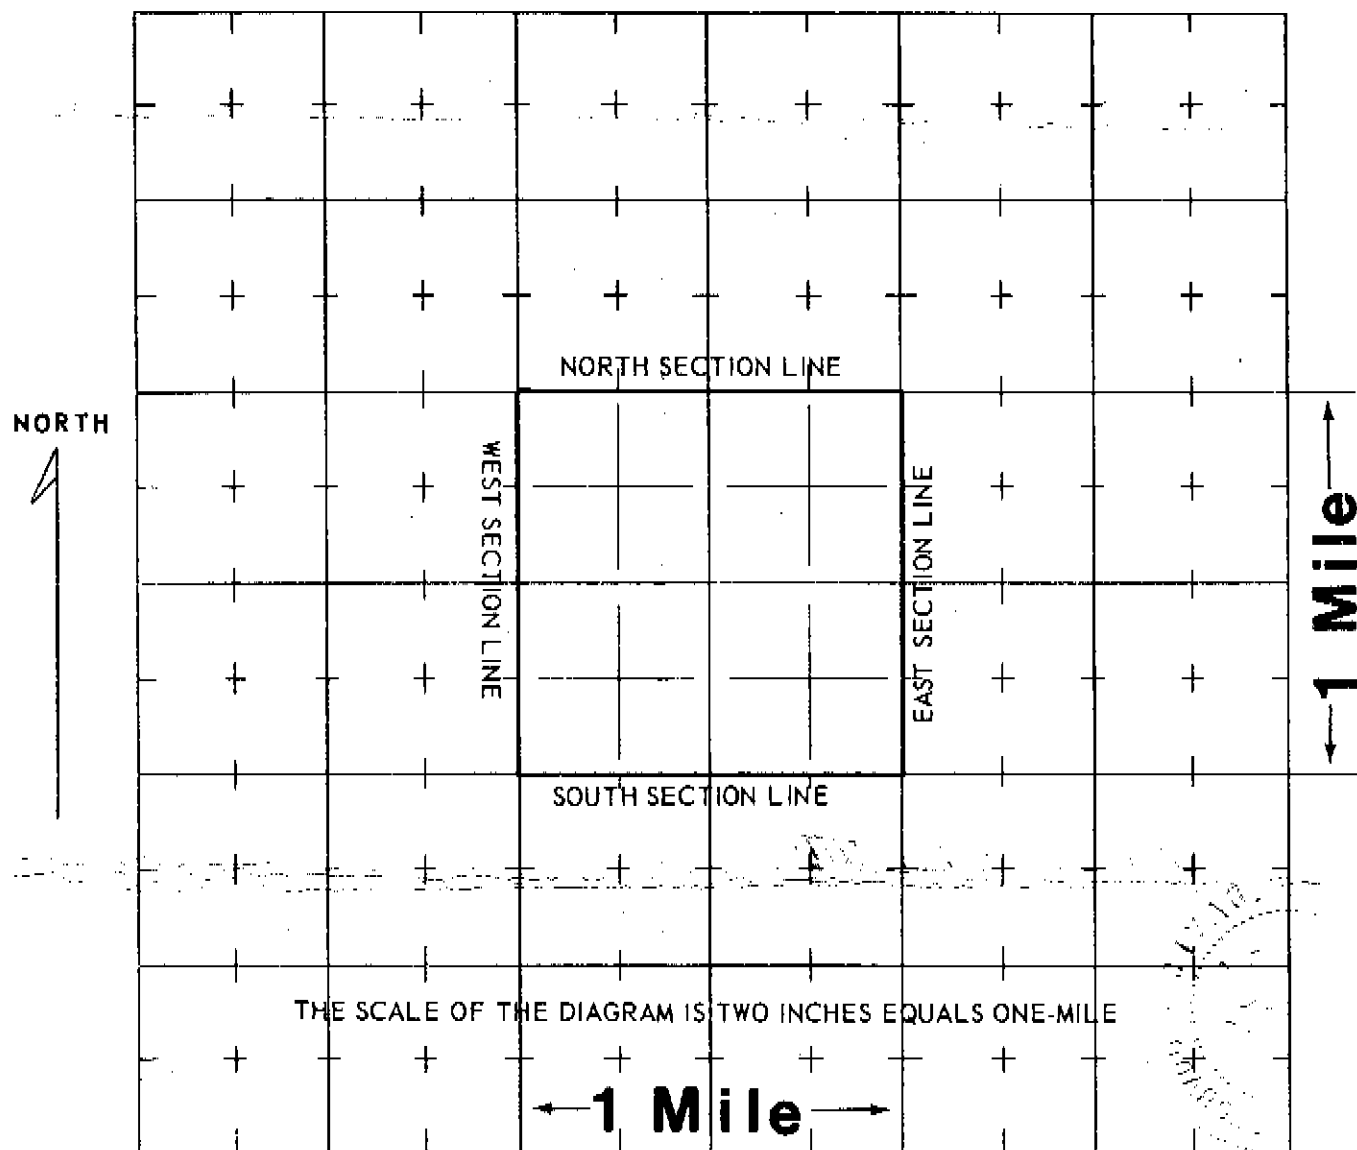 NORTH SECTION LINE
NORTH
WEST SECTION LINE
EAST SECTION LINE
1 Mile
SOUTH SECTION LINE
THE SCALE OF THE DIAGRAM IS TWO INCHES EQUALS ONE-MILE
1 Mile